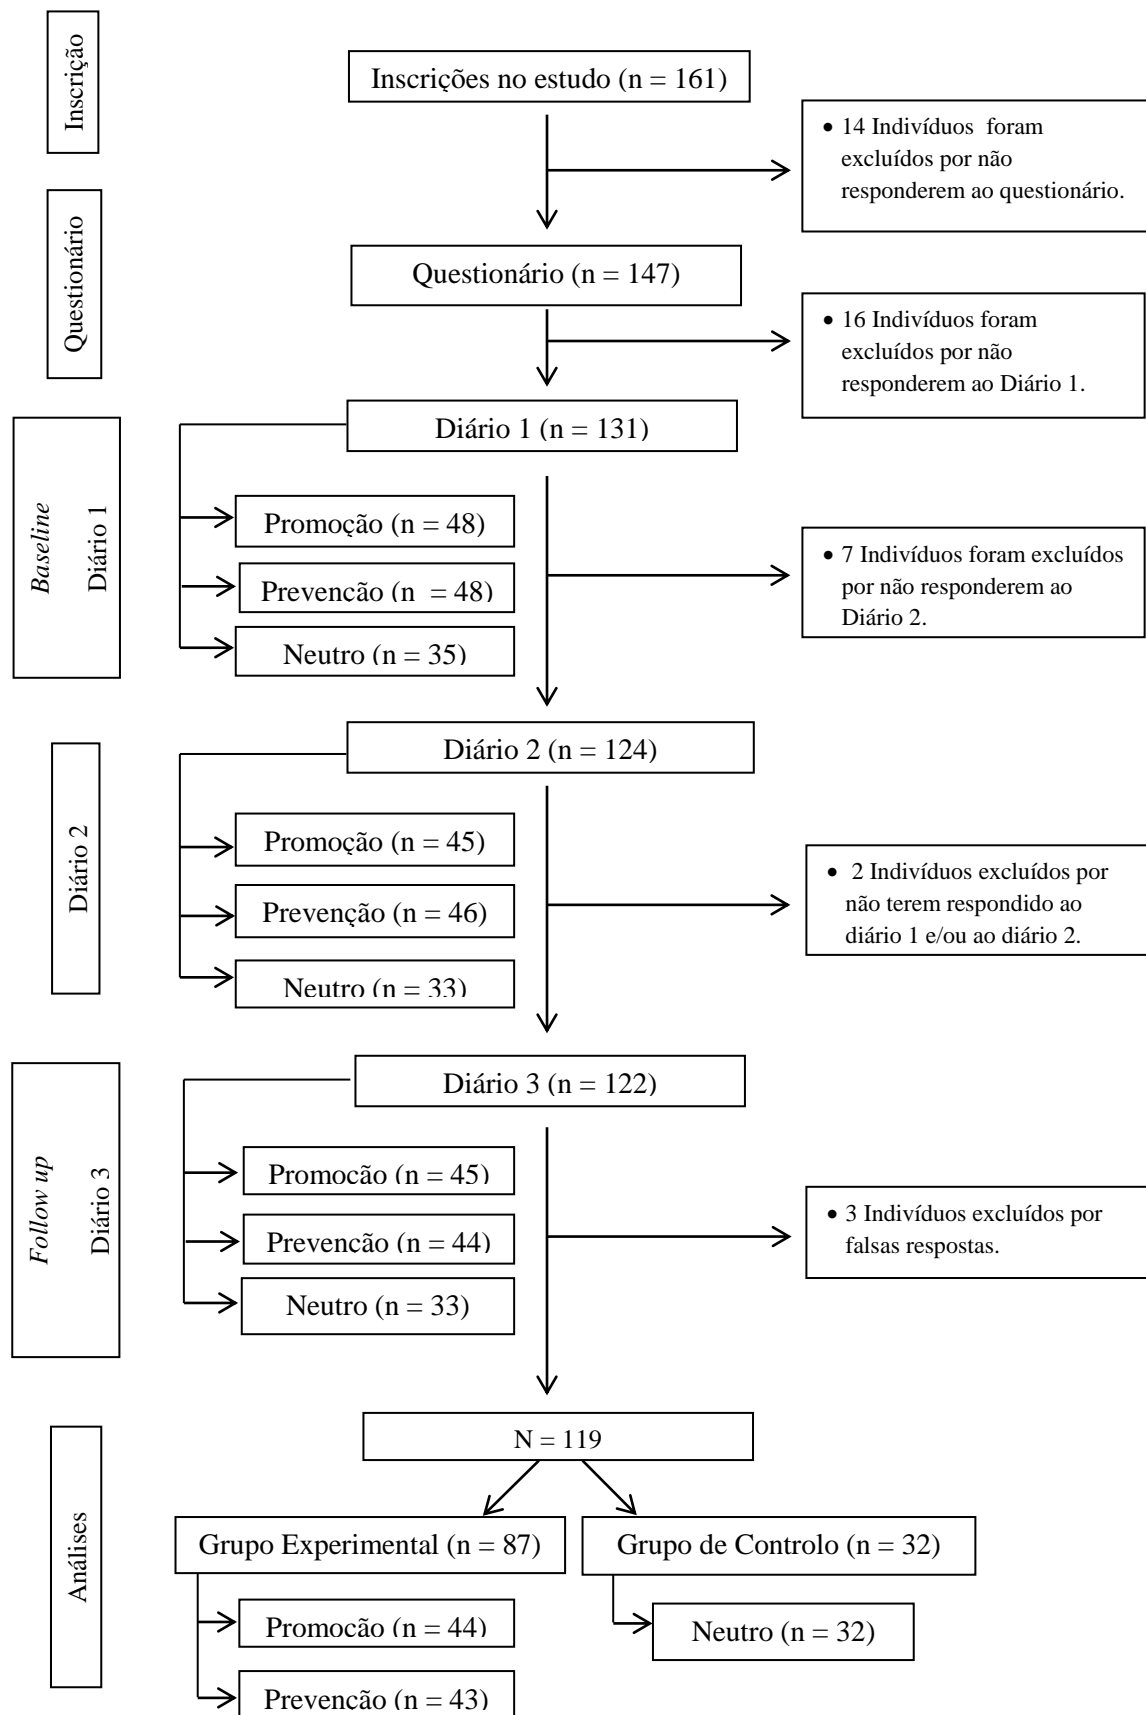 Inscrição
Inscrições no estudo (n = 161)
• 14 Indivíduos foram
excluídos por não
responderem ao questionário.
Questionário
Questionário (n = 147)
• 16 Indivíduos foram
excluídos por não
responderem ao Diário 1.
Baseline
Diário 1
Diário 1 (n = 131)
Promoção (n = 48)
Prevenção (n = 48)
Neutro (n = 35)
• 7 Indivíduos foram excluídos
por não responderem ao
Diário 2.
Diário 2
Diário 2 (n = 124)
Promoção (n = 45)
Prevenção (n = 46)
Neutro (n = 33)
• 2 Indivíduos excluídos por
não terem respondido ao
diário 1 e/ou ao diário 2.
Follow up
Diário 3
Diário 3 (n = 122)
Promoção (n = 45)
Prevenção (n = 44)
Neutro (n = 33)
• 3 Indivíduos excluídos por
falsas respostas.
Análises
N = 119
Grupo Experimental (n = 87)
Promoção (n = 44)
Prevenção (n = 43)
Grupo de Controlo (n = 32)
Neutro (n = 32)